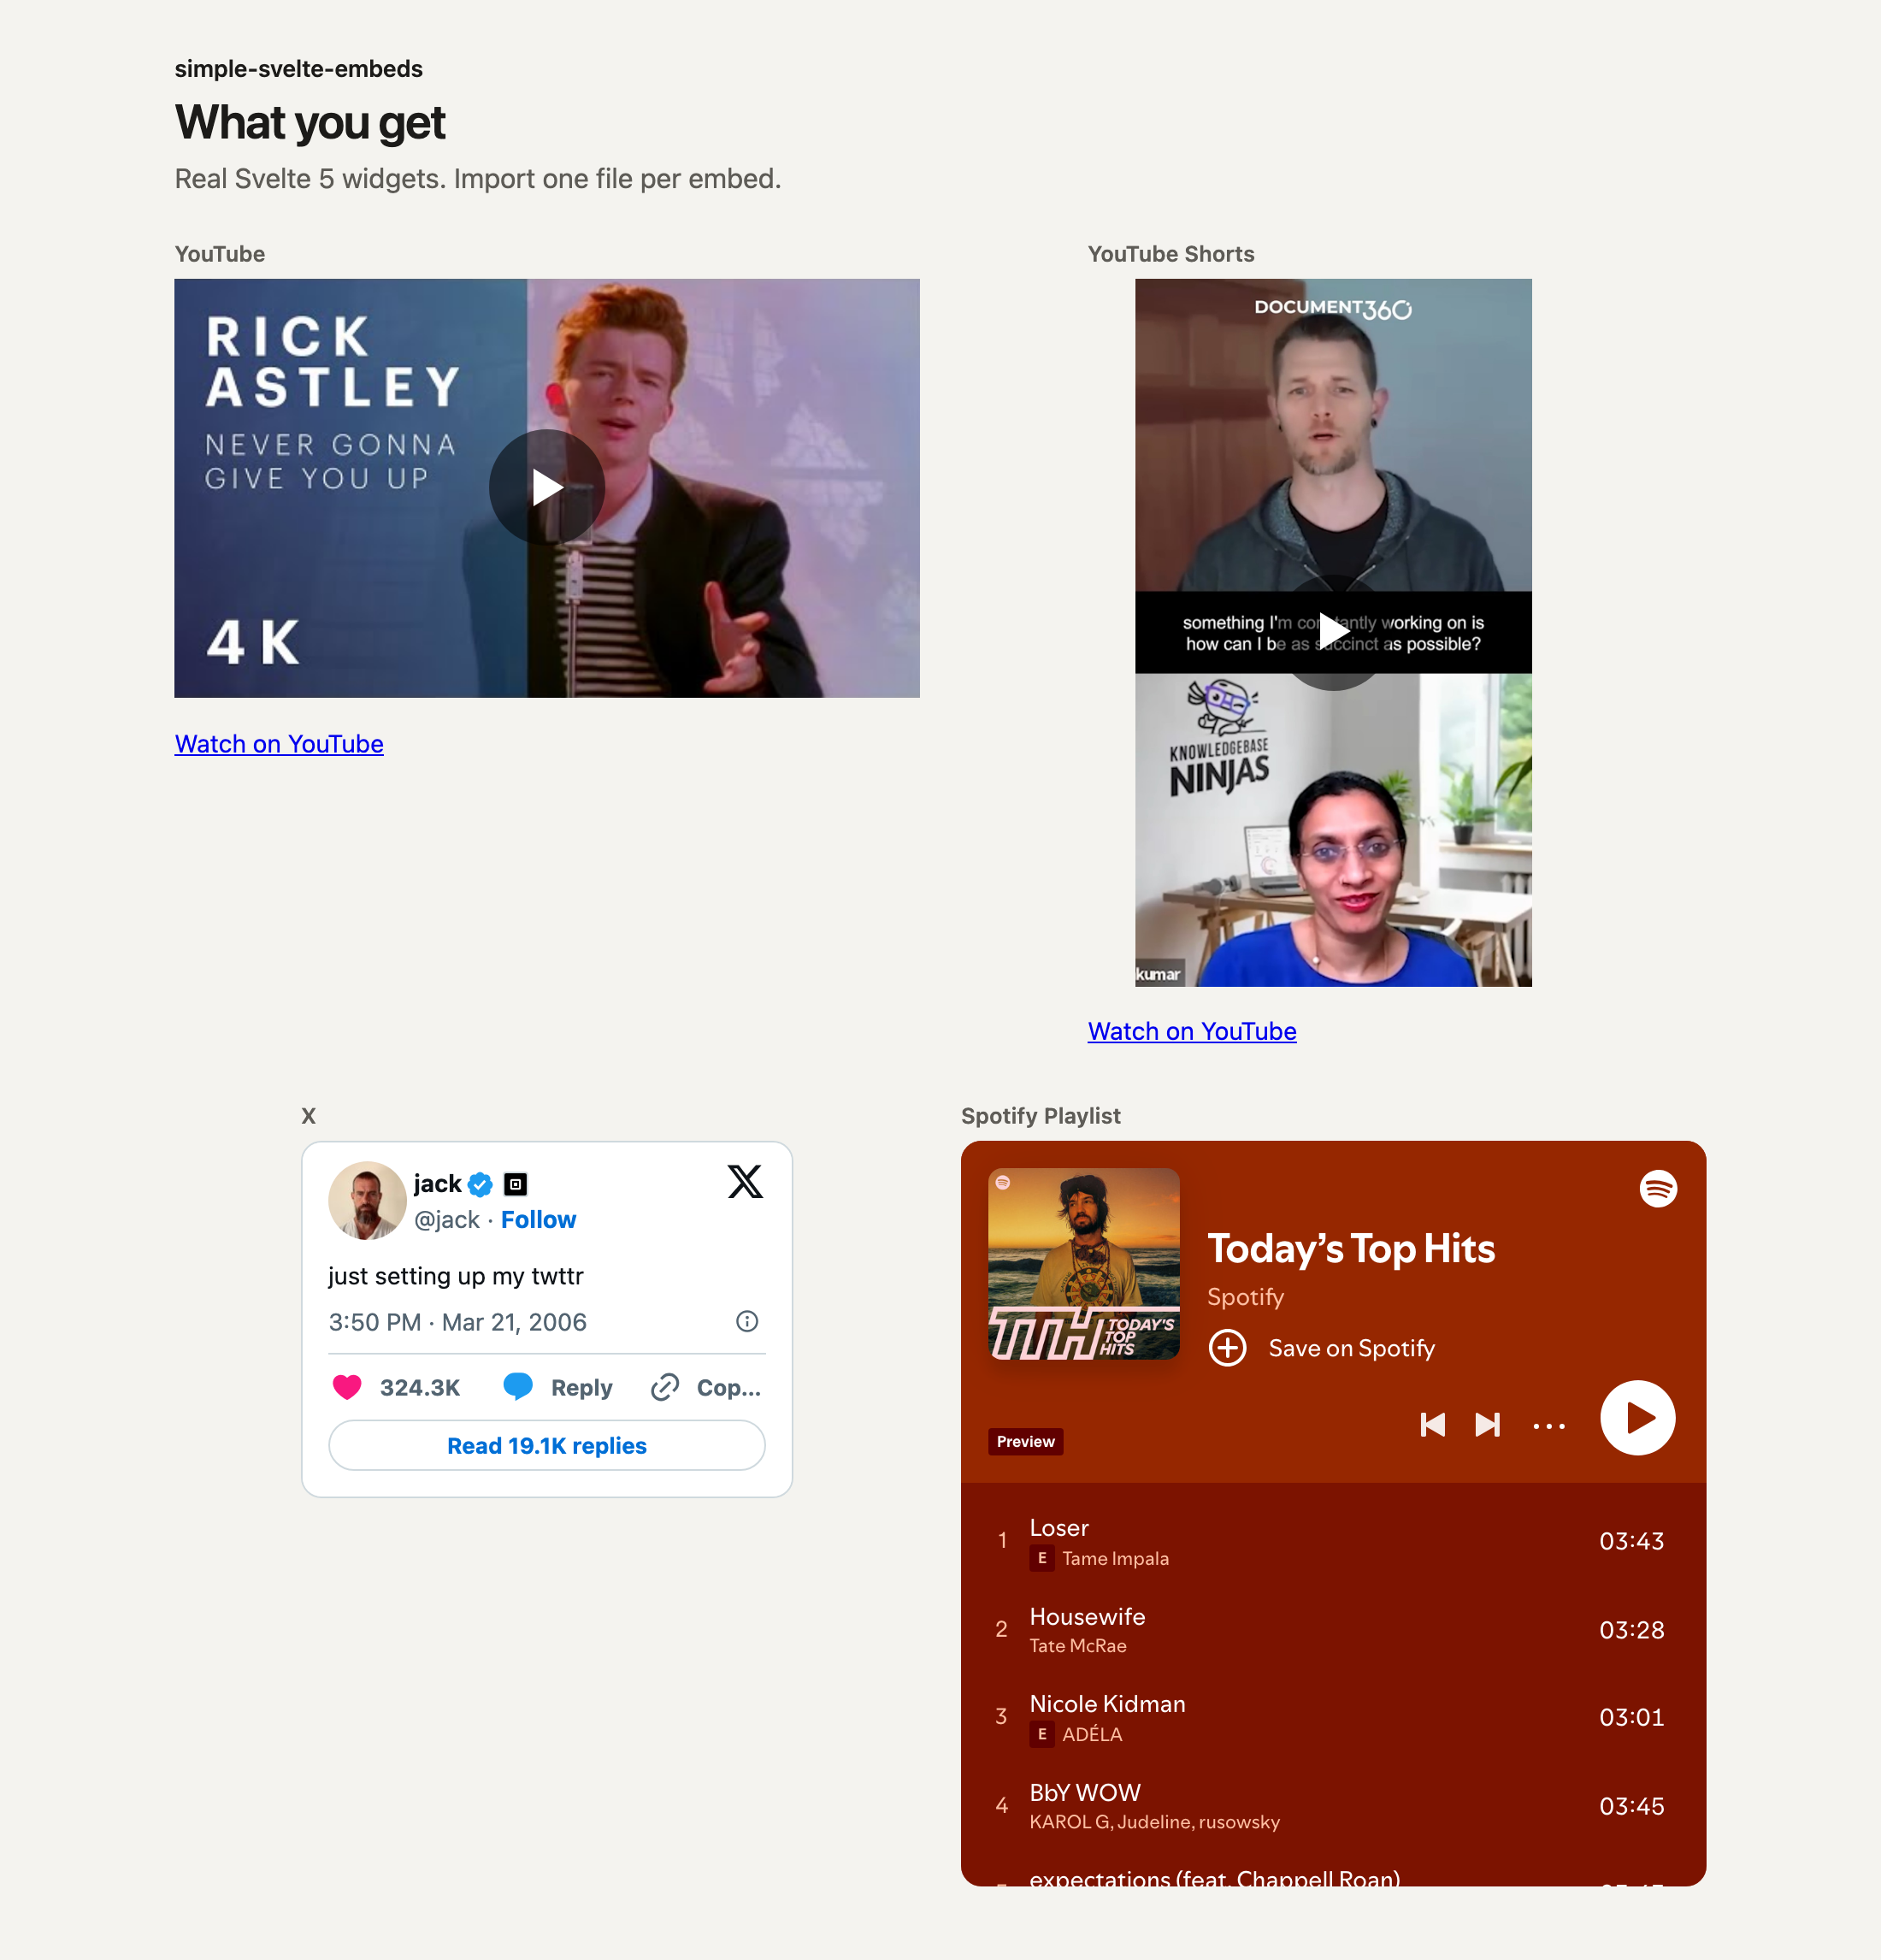 simple-svelte-embeds
What you get
Real Svelte 5 widgets. Import one file per embed.
YouTube
RICK
ASTLEY
NEVER GONNA
GIVE YOU UP
4K
Watch on YouTube
YouTube Shorts
DOCUMENT360
something I'm constantly working on is
how can I be as succinct as possible?
KNOWLEDGEBASE
NINJAS
kumar
Watch on YouTube
X
jack
@jack · Follow
just setting up my twttr
3:50 PM · Mar 21, 2006
324.3K Reply Cop...
Read 19.1K replies
Spotify Playlist
TTH TODAY'S
TOP
HITS
Today’s Top Hits
Spotify
Save on Spotify
Preview
1 Loser 03:43
E Tame Impala
2 Housewife 03:28
Tate McRae
3 Nicole Kidman 03:01
E ADÉLA
4 BbY WOW 03:45
KAROL G, Judeline, rusowsky
expectations (feat. Chappell Roan)